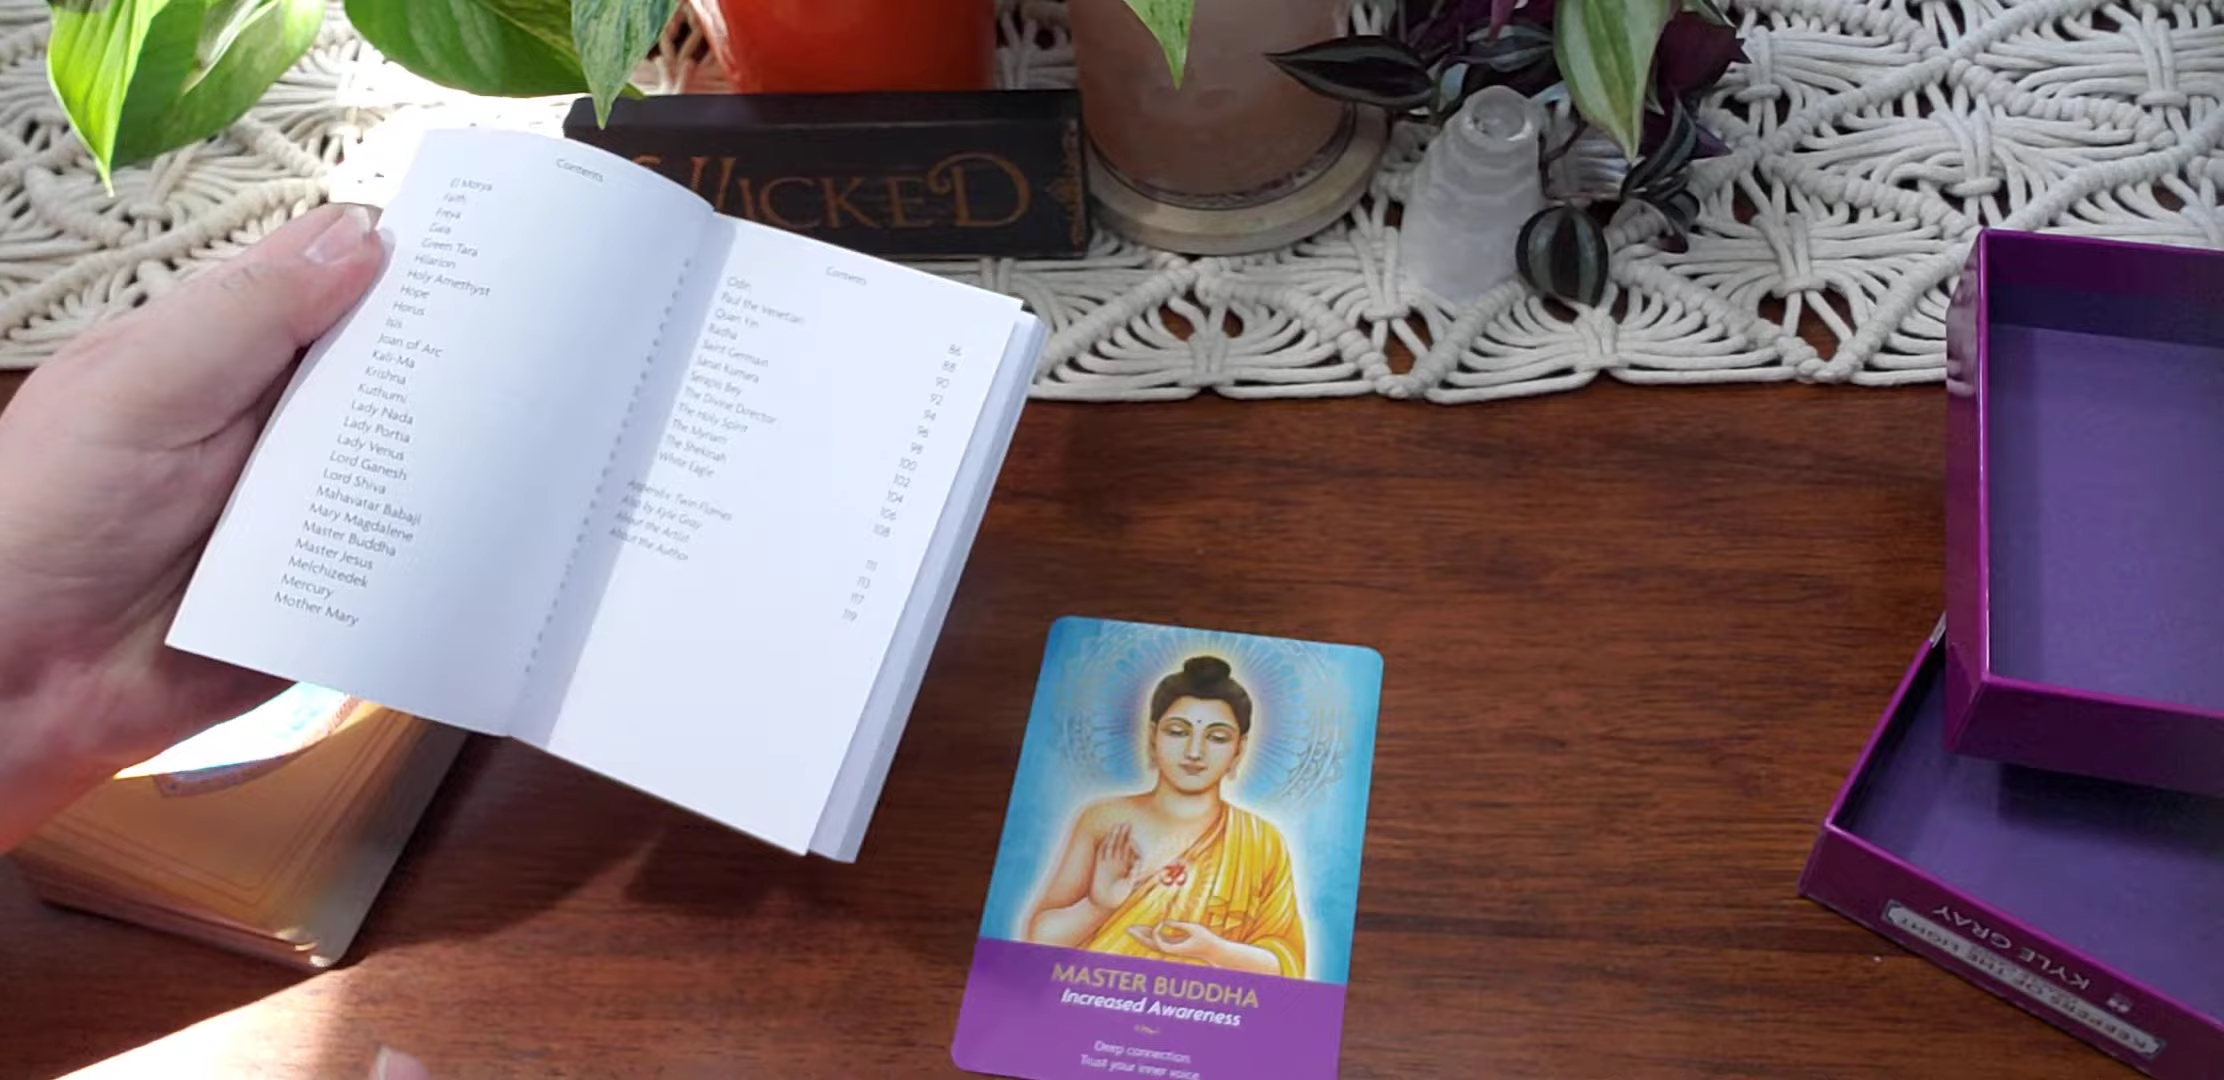 Contents
El Morya
Faith
Freya
Gaia
Green Tara
Hilarion
Holy Amethyst
Hope
Horus
Isis
Joan of Arc
Kali-Ma
Krishna
Kuthumi
Lady Nada
Lady Portia
Lady Venus
Lord Ganesh
Lord Shiva
Mahavatar Babaji
Mary Magdalene
Master Buddha
Master Jesus
Melchizedek
Mercury
Mother Mary
Contents
Odin 86
Paul the Venetian 88
Quan Yin 90
Radha 92
Saint Germain 94
Sanat Kumara 96
Serapis Bey 98
The Divine Director 100
The Holy Spirit 102
The Myriam 104
The Shekinah 106
White Eagle 108
Appendix: Twin Flames 111
Also by Kyle Gray 113
About the Artist 117
About the Author 119
WICKED
MASTER BUDDHA
Increased Awareness
Deep connection.
Trust your inner voice
KYLE GRAY
KEEPERS OF THE LIGHT
ॐ